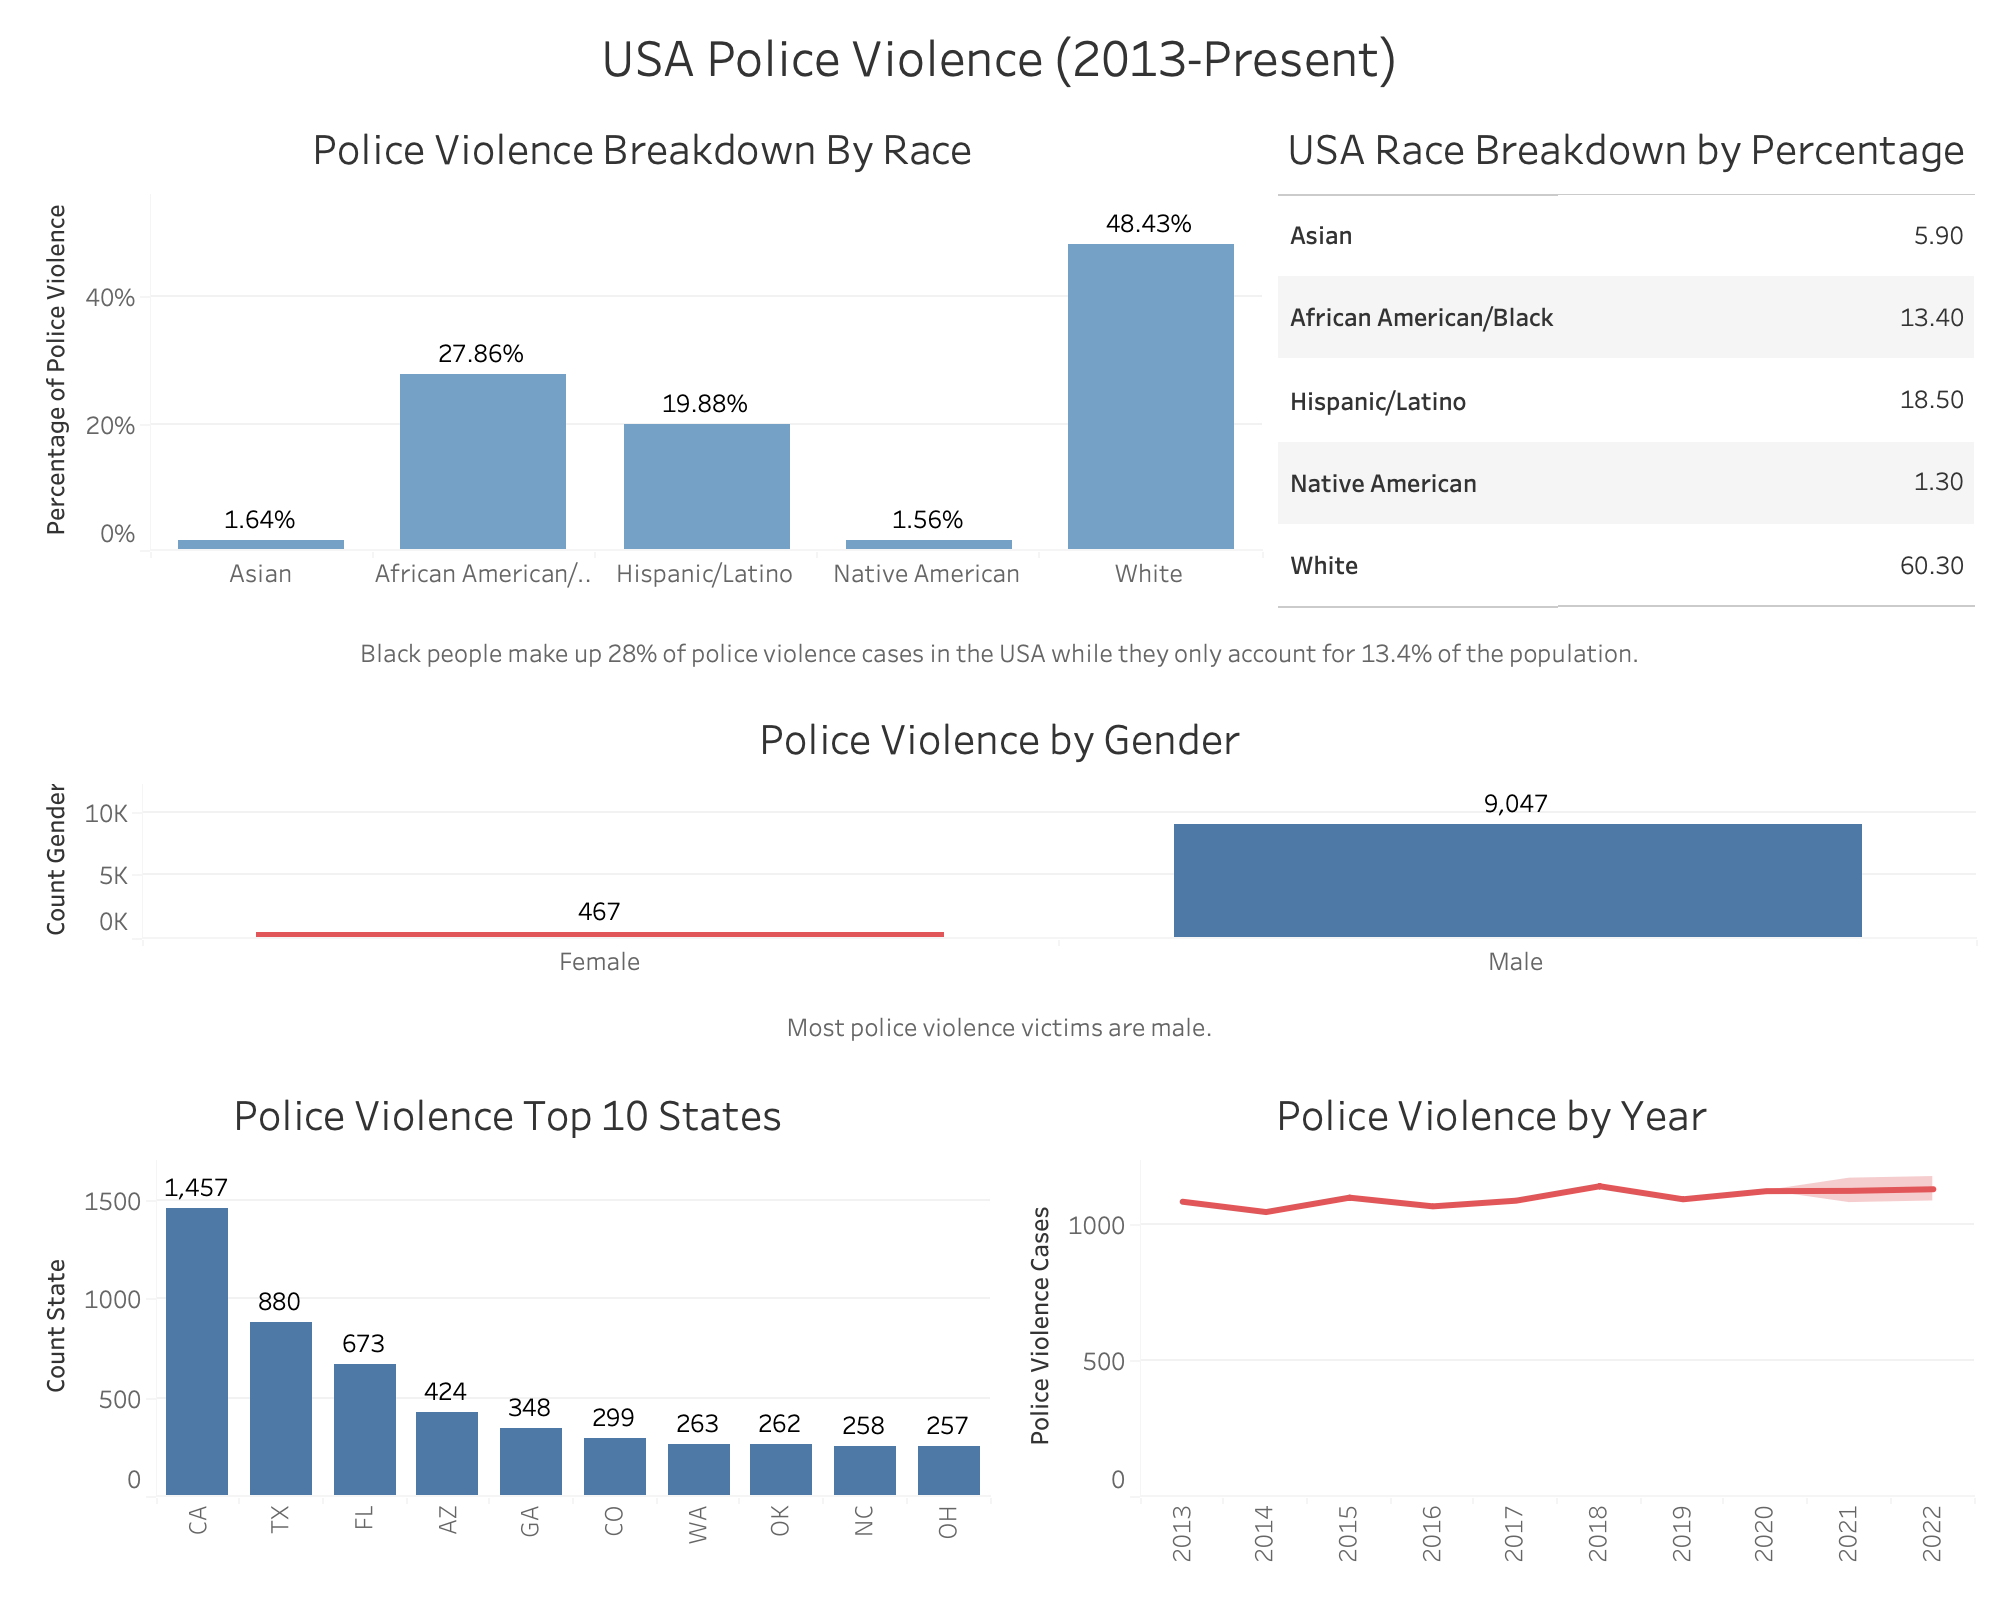 USA Police Violence (2013-Present)
Police Violence Breakdown By Race
Percentage of Police Violence
40%
20%
0%
1.64%
27.86%
19.88%
1.56%
48.43%
Asian
African American/..
Hispanic/Latino
Native American
White
USA Race Breakdown by Percentage
Asian 5.90
African American/Black 13.40
Hispanic/Latino 18.50
Native American 1.30
White 60.30
Black people make up 28% of police violence cases in the USA while they only account for 13.4% of the population.
Police Violence by Gender
Count Gender
10K
5K
0K
467
9,047
Female
Male
Most police violence victims are male.
Police Violence Top 10 States
Count State
1500
1000
500
0
1,457
880
673
424
348
299
263
262
258
257
CA
TX
FL
AZ
GA
CO
WA
OK
NC
OH
Police Violence by Year
Police Violence Cases
1000
500
0
2013
2014
2015
2016
2017
2018
2019
2020
2021
2022